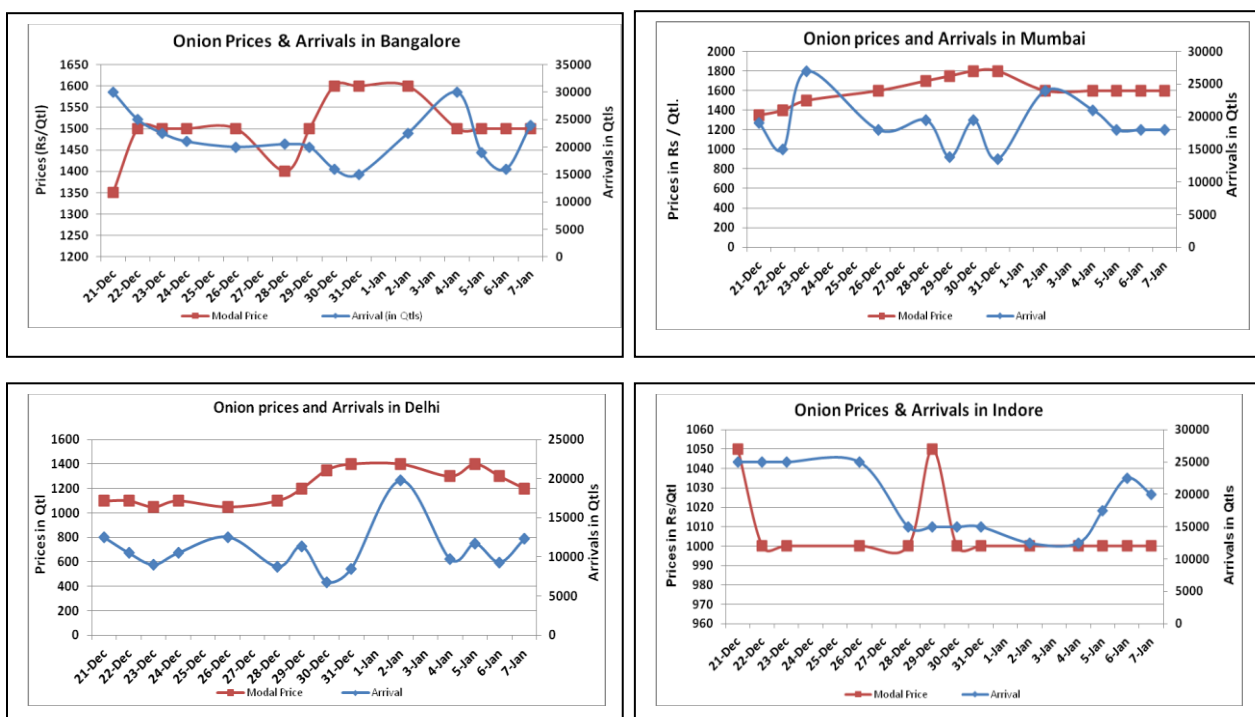 Onion Prices & Arrivals in Bangalore
Prices (Rs/Qtl)
1650
1600
1550
1500
1450
1400
1350
1300
1250
1200
35000
30000
25000
20000
15000
10000
5000
0
Arrivals in Qtls
21-Dec
22-Dec
23-Dec
24-Dec
25-Dec
26-Dec
27-Dec
28-Dec
29-Dec
30-Dec
31-Dec
1-Jan
2-Jan
3-Jan
4-Jan
5-Jan
6-Jan
7-Jan
Modal Price
Arrival (in Qtls)
Onion prices and Arrivals in Mumbai
Prices in Rs / Qtl.
2000
1800
1600
1400
1200
1000
800
600
400
200
0
30000
25000
20000
15000
10000
5000
0
Arrivals in Qtls
21-Dec
22-Dec
23-Dec
24-Dec
25-Dec
26-Dec
27-Dec
28-Dec
29-Dec
30-Dec
31-Dec
1-Jan
2-Jan
3-Jan
4-Jan
5-Jan
6-Jan
7-Jan
Modal Price
Arrival
Onion prices and Arrivals in Delhi
Prices in Qtl
1600
1400
1200
1000
800
600
400
200
0
25000
20000
15000
10000
5000
0
Arrivals in Qtls
21-Dec
22-Dec
23-Dec
24-Dec
25-Dec
26-Dec
27-Dec
28-Dec
29-Dec
30-Dec
31-Dec
1-Jan
2-Jan
3-Jan
4-Jan
5-Jan
6-Jan
7-Jan
Modal Price
Arrival
Onion Prices & Arrivals in Indore
Prices in Rs/Qtl
1060
1050
1040
1030
1020
1010
1000
990
980
970
960
30000
25000
20000
15000
10000
5000
0
Arrivals in Qtls
21-Dec
22-Dec
23-Dec
24-Dec
25-Dec
26-Dec
27-Dec
28-Dec
29-Dec
30-Dec
31-Dec
1-Jan
2-Jan
3-Jan
4-Jan
5-Jan
6-Jan
7-Jan
Modal Price
Arrival